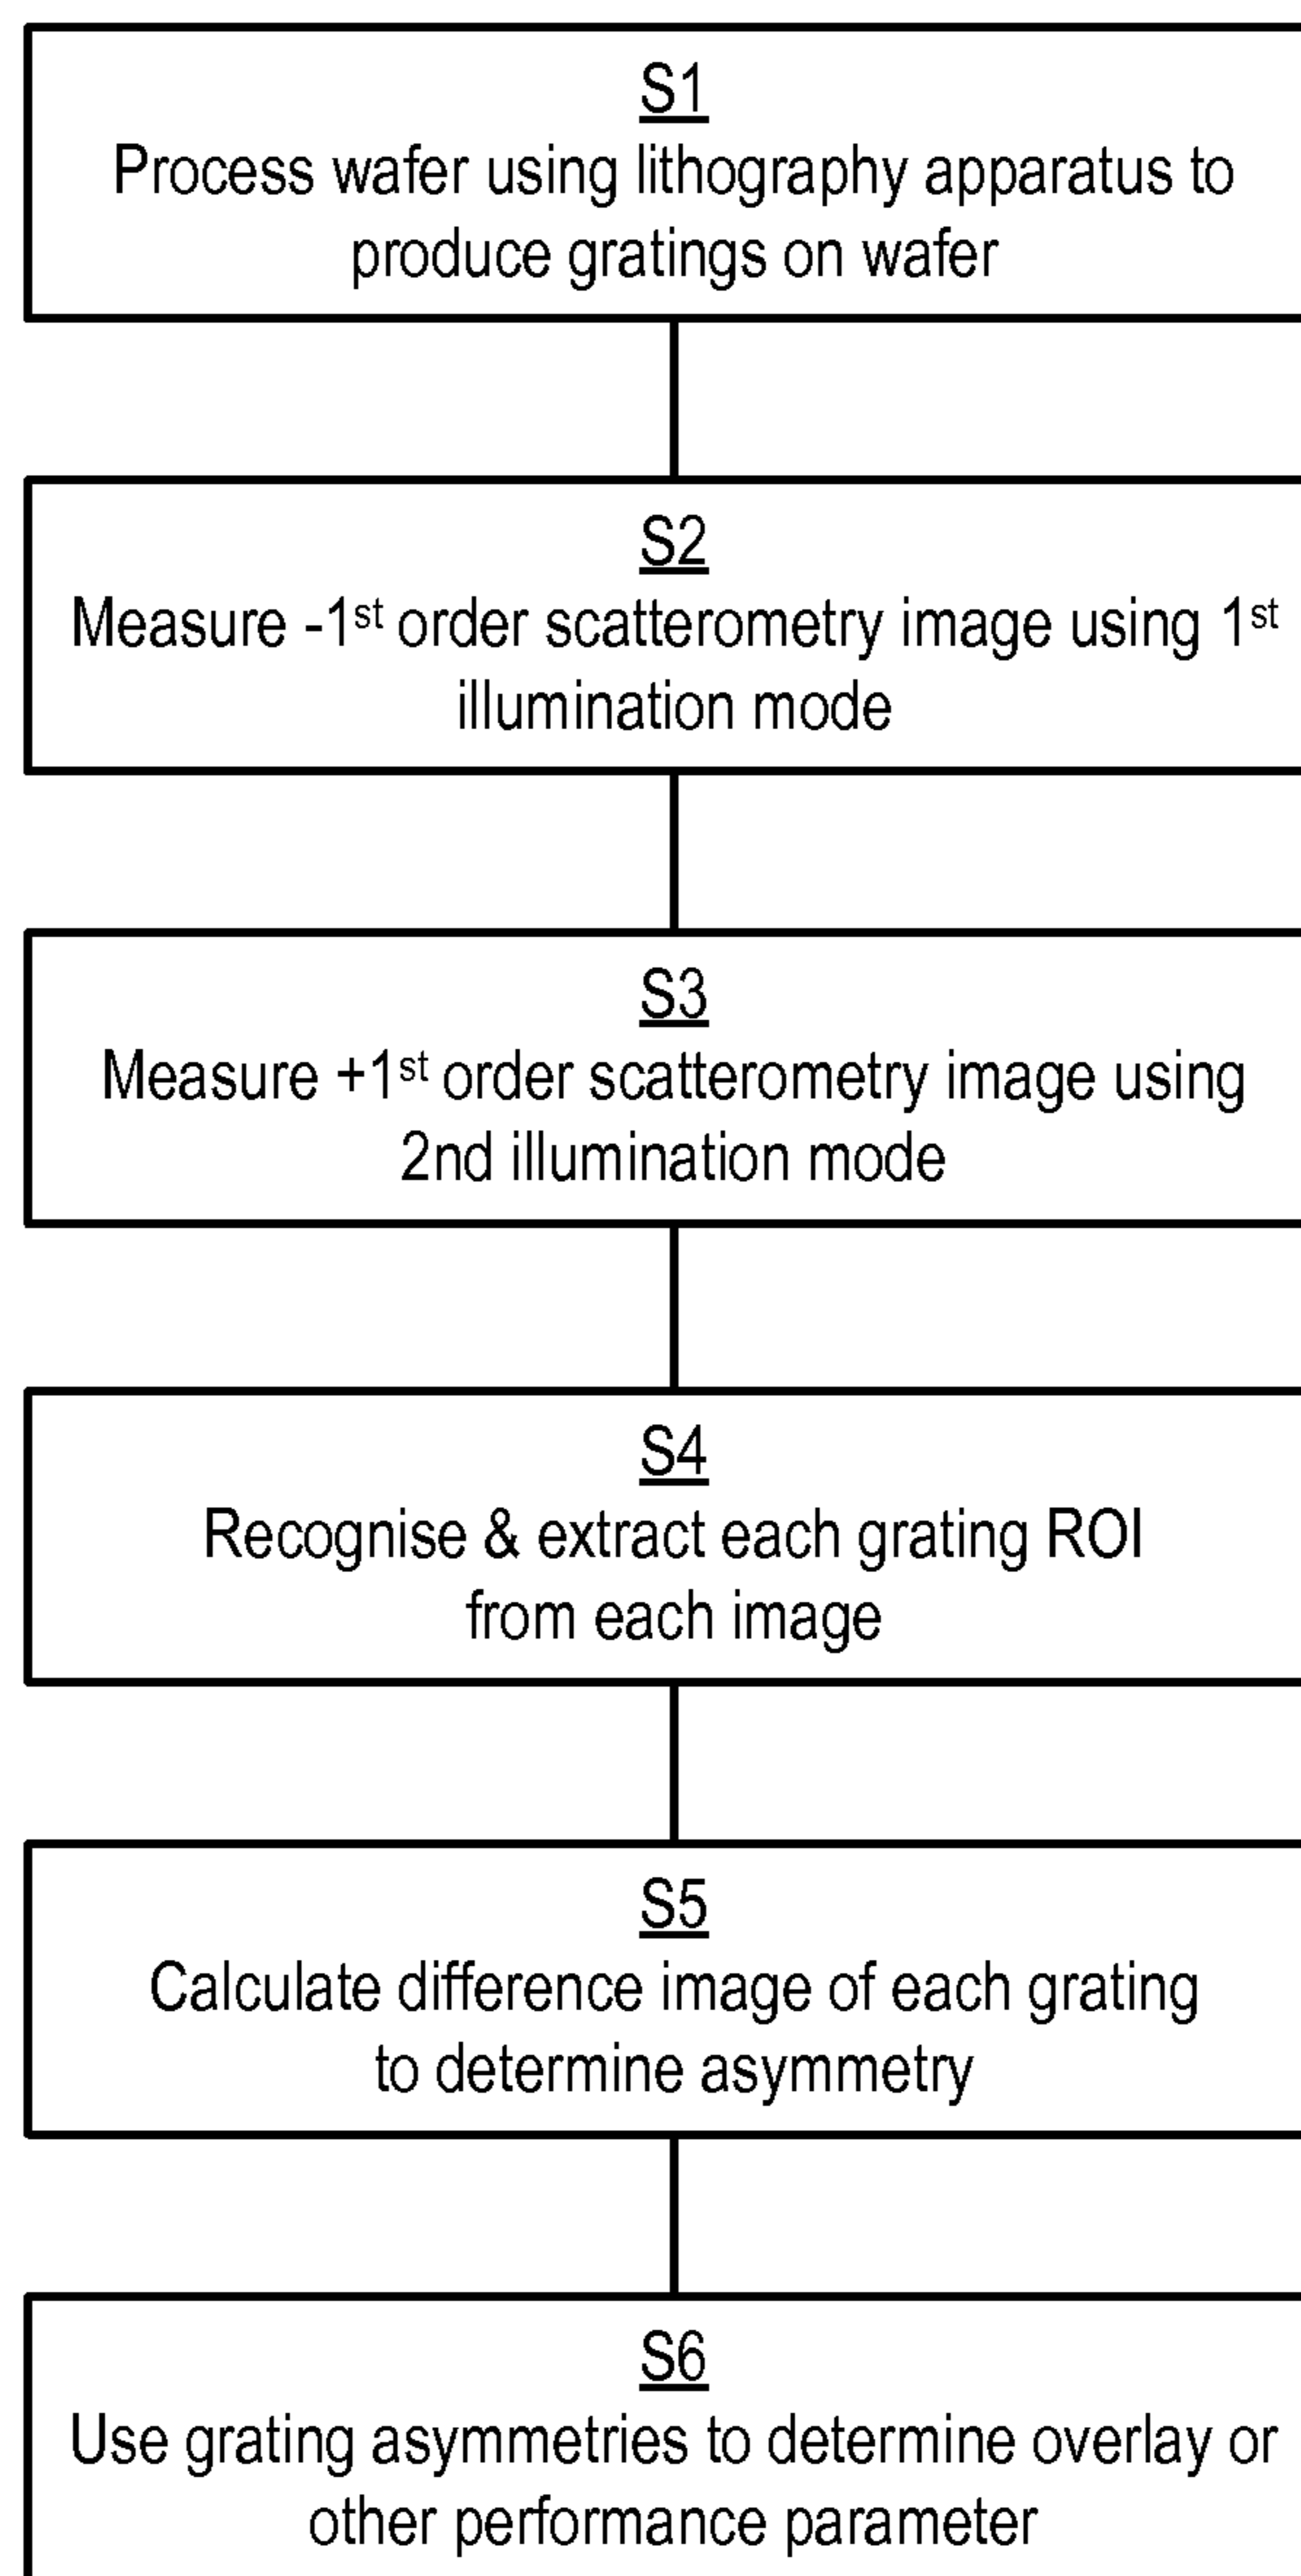 S1
Process wafer using lithography apparatus to
produce gratings on wafer
S2
Measure -1st order scatterometry image using 1st
illumination mode
S3
Measure +1st order scatterometry image using
2nd illumination mode
S4
Recognise & extract each grating ROI
from each image
S5
Calculate difference image of each grating
to determine asymmetry
S6
Use grating asymmetries to determine overlay or
other performance parameter